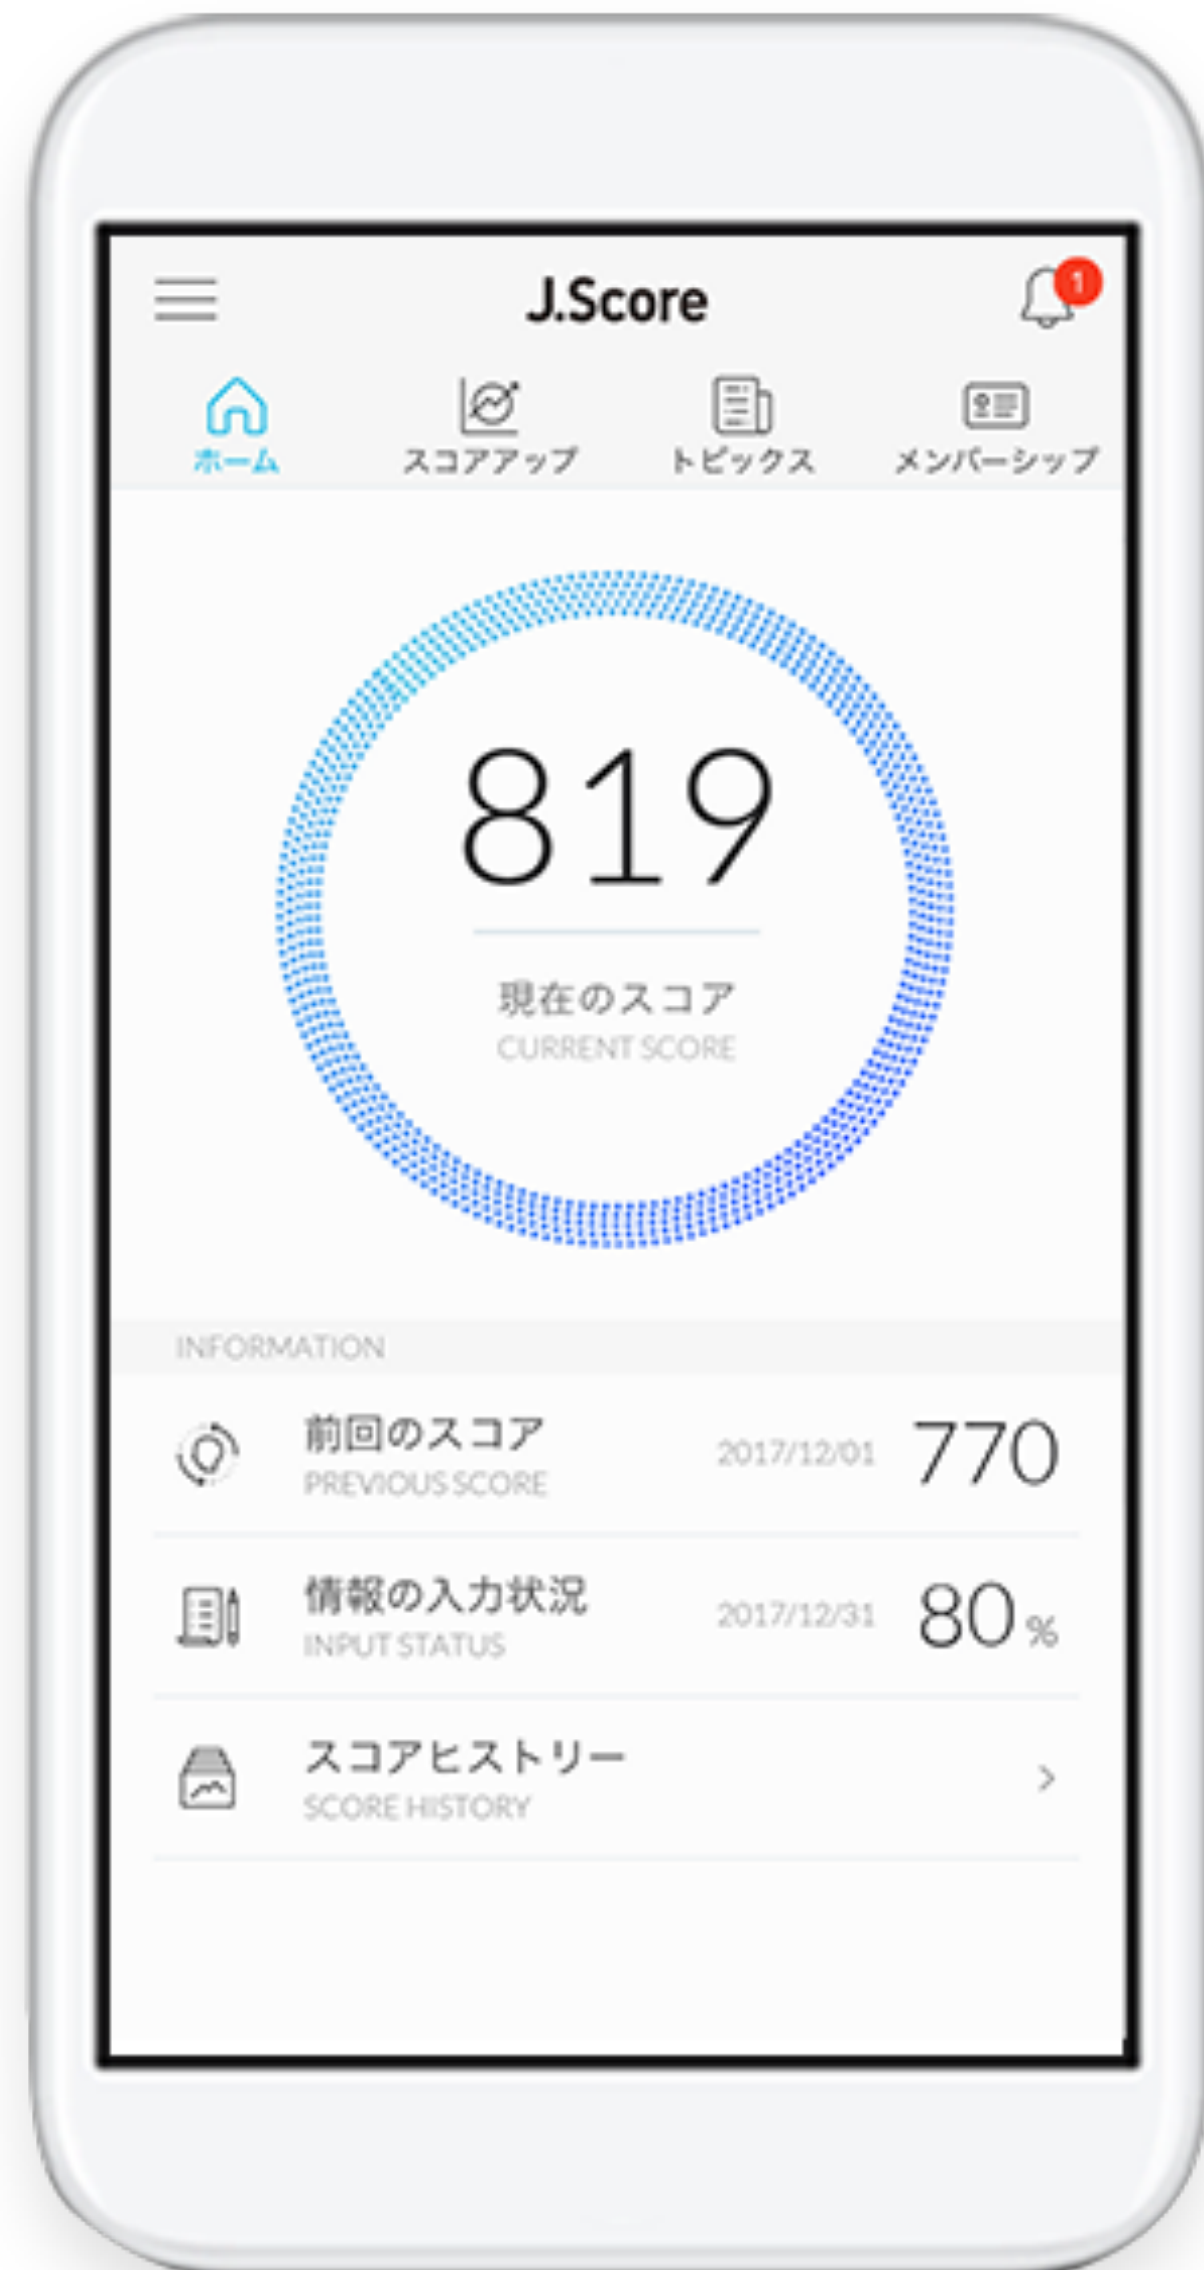 J.Score
1
ホーム スコアアップ トピックス メンバーシップ
819
現在のスコア
CURRENT SCORE
INFORMATION
前回のスコア 2017/12/01 770
PREVIOUS SCORE
情報の入力状況 2017/12/31 80%
INPUT STATUS
スコアヒストリー
SCORE HISTORY